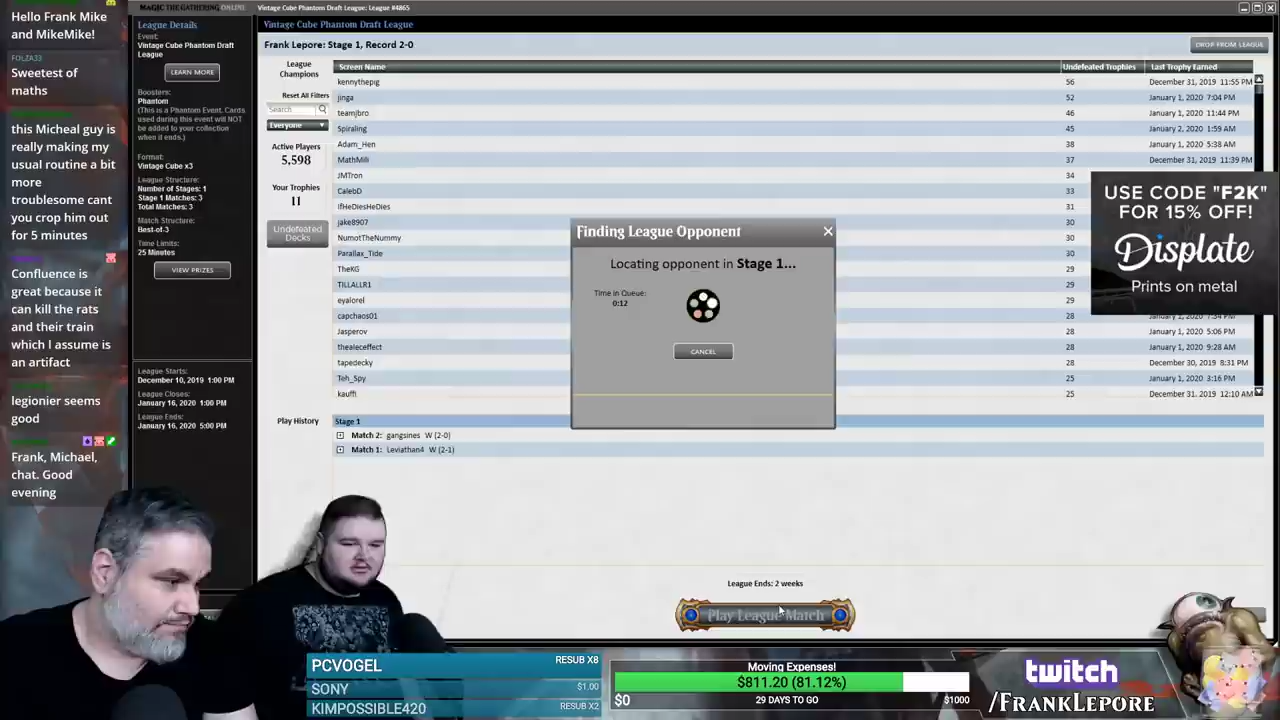 Hello Frank Mike
and MikeMike!
FOLZA33
Sweetest of
maths
this Micheal guy is
really making my
usual routine a bit
more
troublesome cant
you crop him out
for 5 minutes
Confluence is
great because it
can kill the rats
and their train
which I assume is
an artifact
legionier seems
good
Frank, Michael,
chat. Good
evening
MAGIC THE GATHERING ONLINE
Vintage Cube Phantom Draft League: League #4865
League Details
Event:
Vintage Cube Phantom Draft
League
LEARN MORE
Boosters:
Phantom
(This is a Phantom Event. Cards
used during this event will NOT
be added to your collection
when it ends.)
Format:
Vintage Cube x3
League Structure:
Number of Stages: 1
Stage 1 Matches: 3
Total Matches: 3
Match Structure:
Best-of-3
Time Limits:
25 Minutes
VIEW PRIZES
League Starts:
December 10, 2019 1:00 PM
League Closes:
January 16, 2020 1:00 PM
League Ends:
January 16, 2020 5:00 PM
Vintage Cube Phantom Draft League
Frank Lepore: Stage 1, Record 2-0
DROP FROM LEAGUE
League
Champions
Reset All Filters
Search
Everyone
Active Players
5,598
Your Trophies
11
Undefeated
Decks
Screen Name Undefeated Trophies Last Trophy Earned
kennythepig 56 December 31, 2019 11:55 PM
jinga 52 January 1, 2020 7:04 PM
teamjbro 46 January 1, 2020 11:44 PM
Spiraling 45 January 2, 2020 1:59 AM
Adam_Hen 38 January 1, 2020 5:38 AM
MathMili 37 December 31, 2019 11:39 PM
JMTron 34
CalebD 33
IfHeDiesHeDies 31
jake8907 30
NumotTheNummy 30
Parallax_Tide 30
TheKG 29
TILLALLR1 29
eyalorel 29
capchaos01 28 January 1, 2020 7:34 PM
Jasperov 28 January 1, 2020 5:06 PM
thealeceffect 28 January 1, 2020 9:28 AM
tapedecky 28 December 30, 2019 8:31 PM
Teh_Spy 25 January 1, 2020 3:16 PM
kauffi 25 December 31, 2019 12:10 AM
Finding League Opponent
Locating opponent in Stage 1...
Time in Queue:
0:12
CANCEL
USE CODE "F2K"
FOR 15% OFF!
Displate
Prints on metal
Play History
Stage 1
Match 2: gangsines W (2-0)
Match 1: Leviathan4 W (2-1)
League Ends: 2 weeks
Play League Match
PCVOGEL RESUB X8
SONY $1.00
KIMPOSSIBLE420 RESUB X2
Moving Expenses!
$811.20 (81.12%)
$0 29 DAYS TO GO $1000
twitch
/FRANKLEPORE